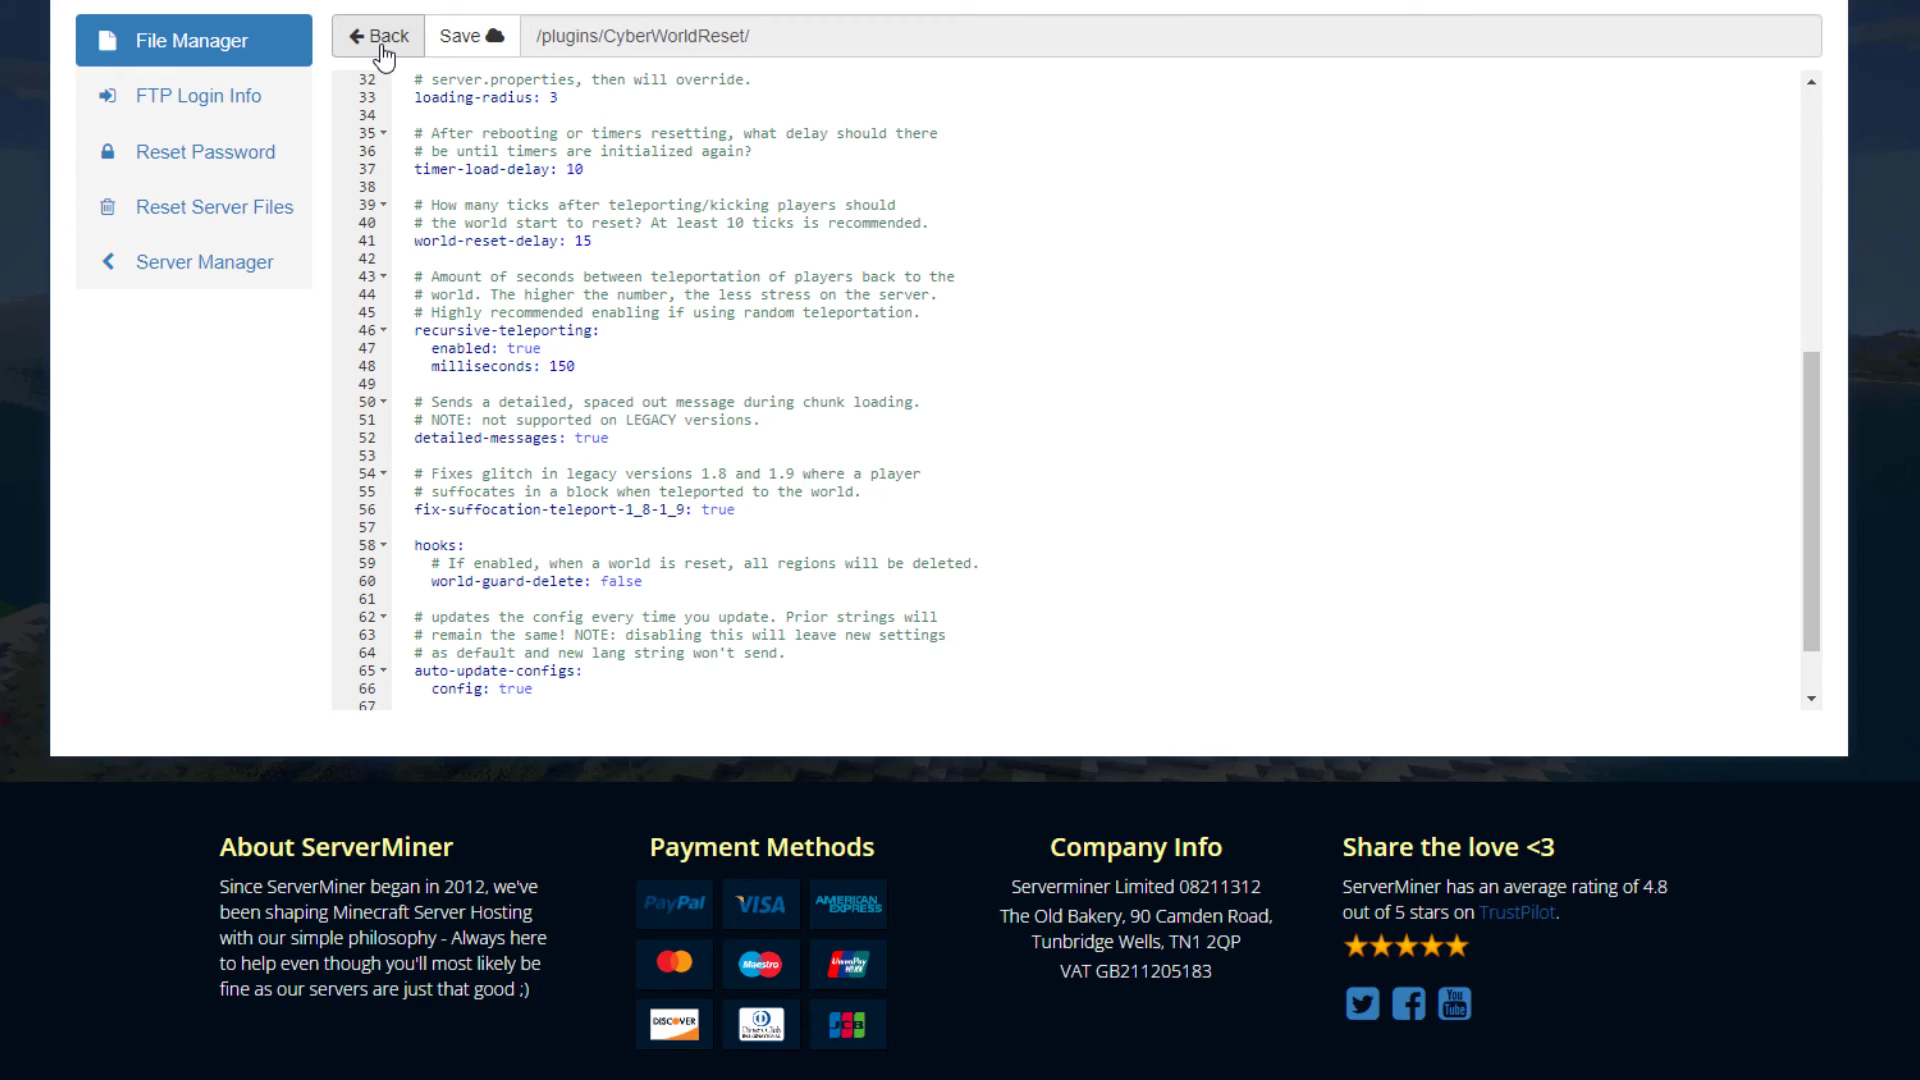 File Manager
FTP Login Info
Reset Password
Reset Server Files
Server Manager
Back
Save
/plugins/CyberWorldReset/
32 # server.properties, then will override.
33 loading-radius: 3
34
35 # After rebooting or timers resetting, what delay should there
36 # be until timers are initialized again?
37 timer-load-delay: 10
38
39 # How many ticks after teleporting/kicking players should
40 # the world start to reset? At least 10 ticks is recommended.
41 world-reset-delay: 15
42
43 # Amount of seconds between teleportation of players back to the
44 # world. The higher the number, the less stress on the server.
45 # Highly recommended enabling if using random teleportation.
46 recursive-teleporting:
47 enabled: true
48 milliseconds: 150
49
50 # Sends a detailed, spaced out message during chunk loading.
51 # NOTE: not supported on LEGACY versions.
52 detailed-messages: true
53
54 # Fixes glitch in legacy versions 1.8 and 1.9 where a player
55 # suffocates in a block when teleported to the world.
56 fix-suffocation-teleport-1_8-1_9: true
57
58 hooks:
59 # If enabled, when a world is reset, all regions will be deleted.
60 world-guard-delete: false
61
62 # updates the config every time you update. Prior strings will
63 # remain the same! NOTE: disabling this will leave new settings
64 # as default and new lang string won't send.
65 auto-update-configs:
66 config: true
67
About ServerMiner
Since ServerMiner began in 2012, we've
been shaping Minecraft Server Hosting
with our simple philosophy - Always here
to help even though you'll most likely be
fine as our servers are just that good ;)
Payment Methods
PayPal
VISA
AMERICAN EXPRESS
Maestro
UnionPay
DISCOVER
Diners Club
INTERNATIONAL
JCB
Company Info
Serverminer Limited 08211312
The Old Bakery, 90 Camden Road,
Tunbridge Wells, TN1 2QP
VAT GB211205183
Share the love <3
ServerMiner has an average rating of 4.8
out of 5 stars on TrustPilot.
You
Tube